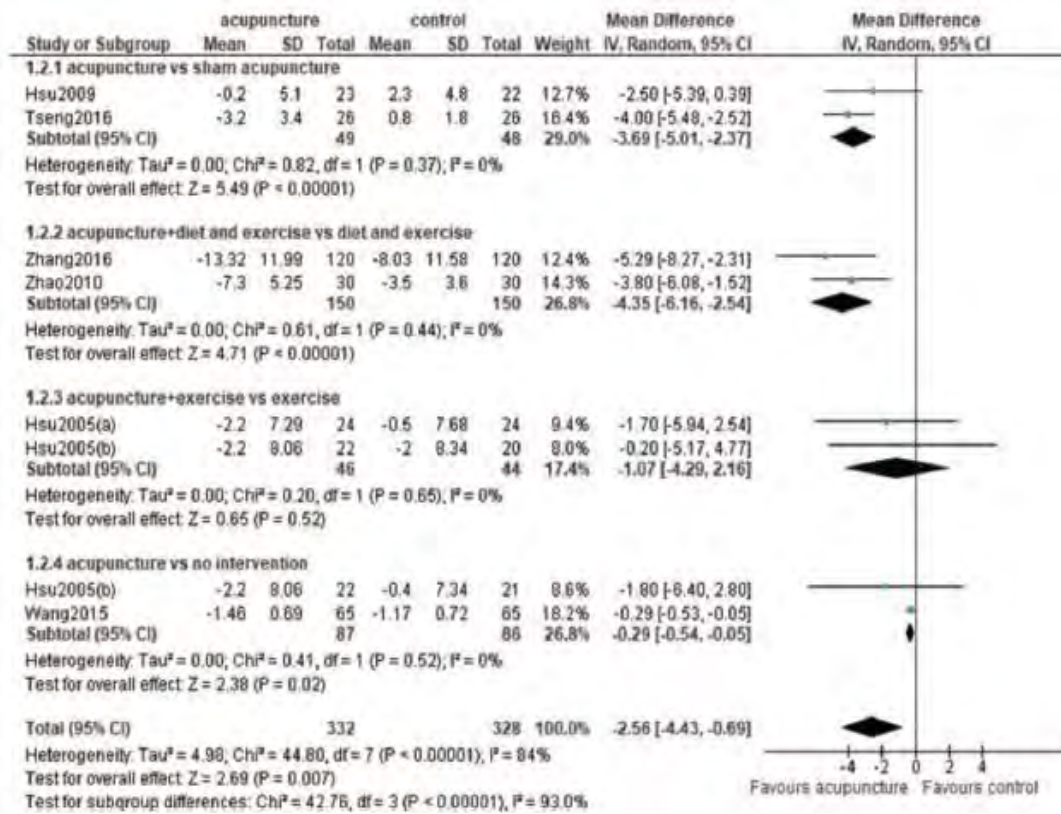 acupuncture control Mean Difference Mean Difference
Study or Subgroup Mean SD Total Mean SD Total Weight IV, Random, 95% CI IV, Random, 95% CI
1.2.1 acupuncture vs sham acupuncture
Hsu2009 -0.2 5.1 23 2.3 4.8 22 12.7% -2.50 [-5.39, 0.39]
Tseng2016 -3.2 3.4 26 0.8 1.8 26 16.4% -4.00 [-5.48, -2.52]
Subtotal (95% CI) 49 48 29.0% -3.69 [-5.01, -2.37]
Heterogeneity: Tau² = 0.00; Chi² = 0.82, df = 1 (P = 0.37); I² = 0%
Test for overall effect: Z = 5.49 (P < 0.00001)
1.2.2 acupuncture+diet and exercise vs diet and exercise
Zhang2016 -13.32 11.99 120 -8.03 11.58 120 12.4% -5.29 [-8.27, -2.31]
Zhao2010 -7.3 5.25 30 -3.5 3.6 30 14.3% -3.80 [-6.08, -1.52]
Subtotal (95% CI) 150 150 26.8% -4.35 [-6.16, -2.54]
Heterogeneity: Tau² = 0.00; Chi² = 0.61, df = 1 (P = 0.44); I² = 0%
Test for overall effect: Z = 4.71 (P < 0.00001)
1.2.3 acupuncture+exercise vs exercise
Hsu2005(a) -2.2 7.29 24 -0.5 7.68 24 9.4% -1.70 [-5.94, 2.54]
Hsu2005(b) -2.2 8.06 22 -2 8.34 20 8.0% -0.20 [-5.17, 4.77]
Subtotal (95% CI) 46 44 17.4% -1.07 [-4.29, 2.16]
Heterogeneity: Tau² = 0.00; Chi² = 0.20, df = 1 (P = 0.65); I² = 0%
Test for overall effect: Z = 0.65 (P = 0.52)
1.2.4 acupuncture vs no intervention
Hsu2005(b) -2.2 8.06 22 -0.4 7.34 21 8.6% -1.80 [-6.40, 2.80]
Wang2015 -1.46 0.69 65 -1.17 0.72 65 18.2% -0.29 [-0.53, -0.05]
Subtotal (95% CI) 87 86 26.8% -0.29 [-0.54, -0.05]
Heterogeneity: Tau² = 0.00; Chi² = 0.41, df = 1 (P = 0.52); I² = 0%
Test for overall effect: Z = 2.38 (P = 0.02)
Total (95% CI) 332 328 100.0% -2.56 [-4.43, -0.69]
Heterogeneity: Tau² = 4.98; Chi² = 44.80, df = 7 (P < 0.00001); I² = 84%
Test for overall effect: Z = 2.69 (P = 0.007)
Test for subgroup differences: Chi² = 42.76, df = 3 (P < 0.00001), I² = 93.0%
-4 -2 0 2 4
Favours acupuncture Favours control